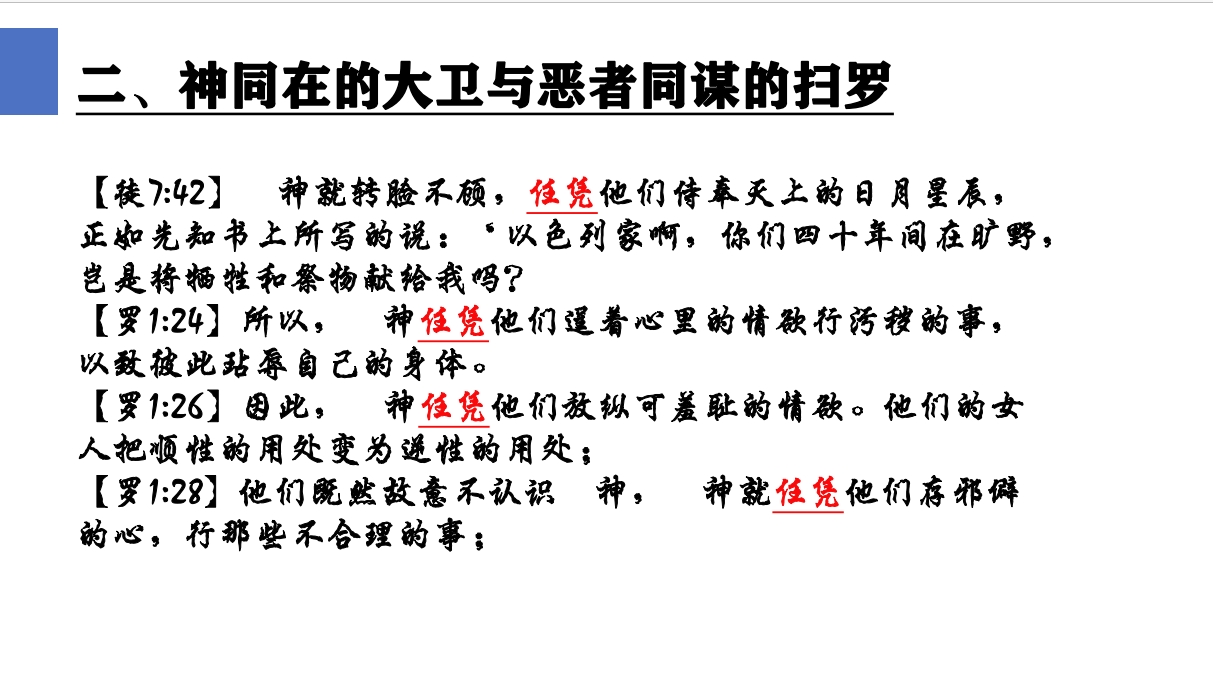 二、神同在的大卫与恶者同谋的扫罗
【徒7:42】　神就转脸不顾，任凭他们侍奉天上的日月星辰，
正如先知书上所写的说：‘以色列家啊，你们四十年间在旷野，
岂是将牺牲和祭物献给我吗?
【罗1:24】所以，　神任凭他们逞着心里的情欲行污秽的事，
以致彼此玷辱自己的身体。
【罗1:26】因此，　神任凭他们放纵可羞耻的情欲。他们的女
人把顺性的用处变为逆性的用处；
【罗1:28】他们既然故意不认识　神，　神就任凭他们存邪僻
的心，行那些不合理的事；